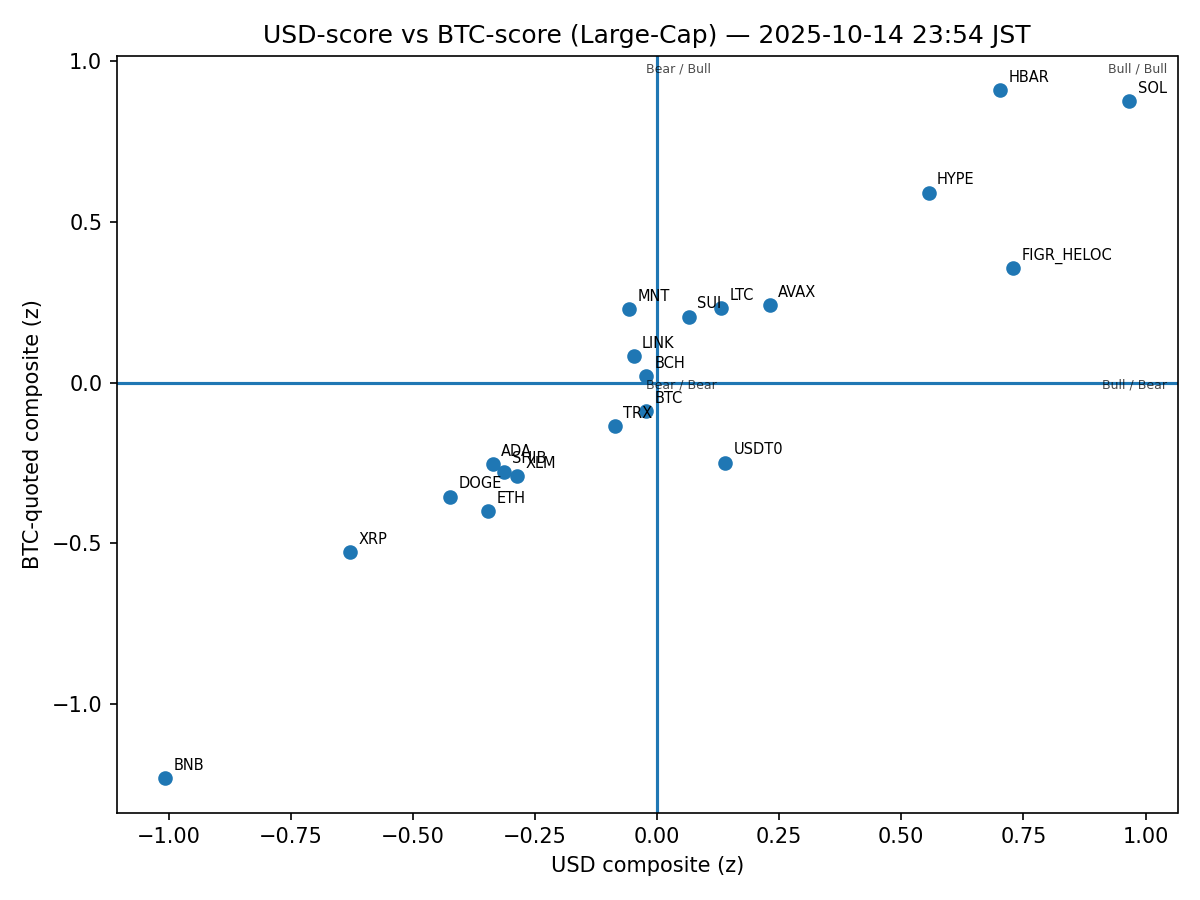 USD-score vs BTC-score (Large-Cap) — 2025-10-14 23:54 JST
1.0
Bear / Bull
Bull / Bull
HBAR
SOL
HYPE
0.5
FIGR_HELOC
MNT
SUI
LTC
AVAX
LINK
BCH
0.0
Bear / Bear
Bull / Bear
BTC
TRX
USDT0
ADA
SHIB
XLM
DOGE
ETH
XRP
−0.5
−1.0
BNB
BTC-quoted composite (z)
−1.00
−0.75
−0.50
−0.25
0.00
0.25
0.50
0.75
1.00
USD composite (z)